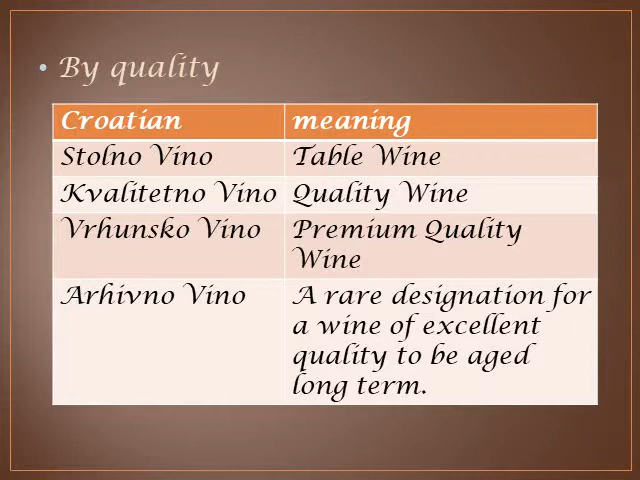 • By quality
Croatian meaning
Stolno Vino Table Wine
Kvalitetno Vino Quality Wine
Vrhunsko Vino Premium Quality
Wine
Arhivno Vino A rare designation for
a wine of excellent
quality to be aged
long term.